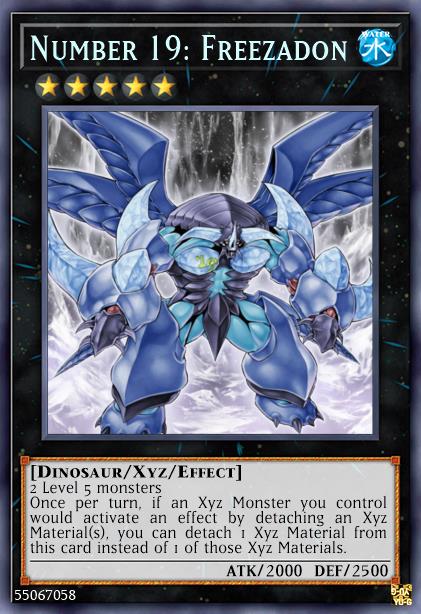 Number 19: Freezadon
WATER
水
19
[Dinosaur/Xyz/Effect]
2 Level 5 monsters
Once per turn, if an Xyz Monster you control
would activate an effect by detaching an Xyz
Material(s), you can detach 1 Xyz Material from
this card instead of 1 of those Xyz Materials.
ATK/2000 DEF/2500
55067058